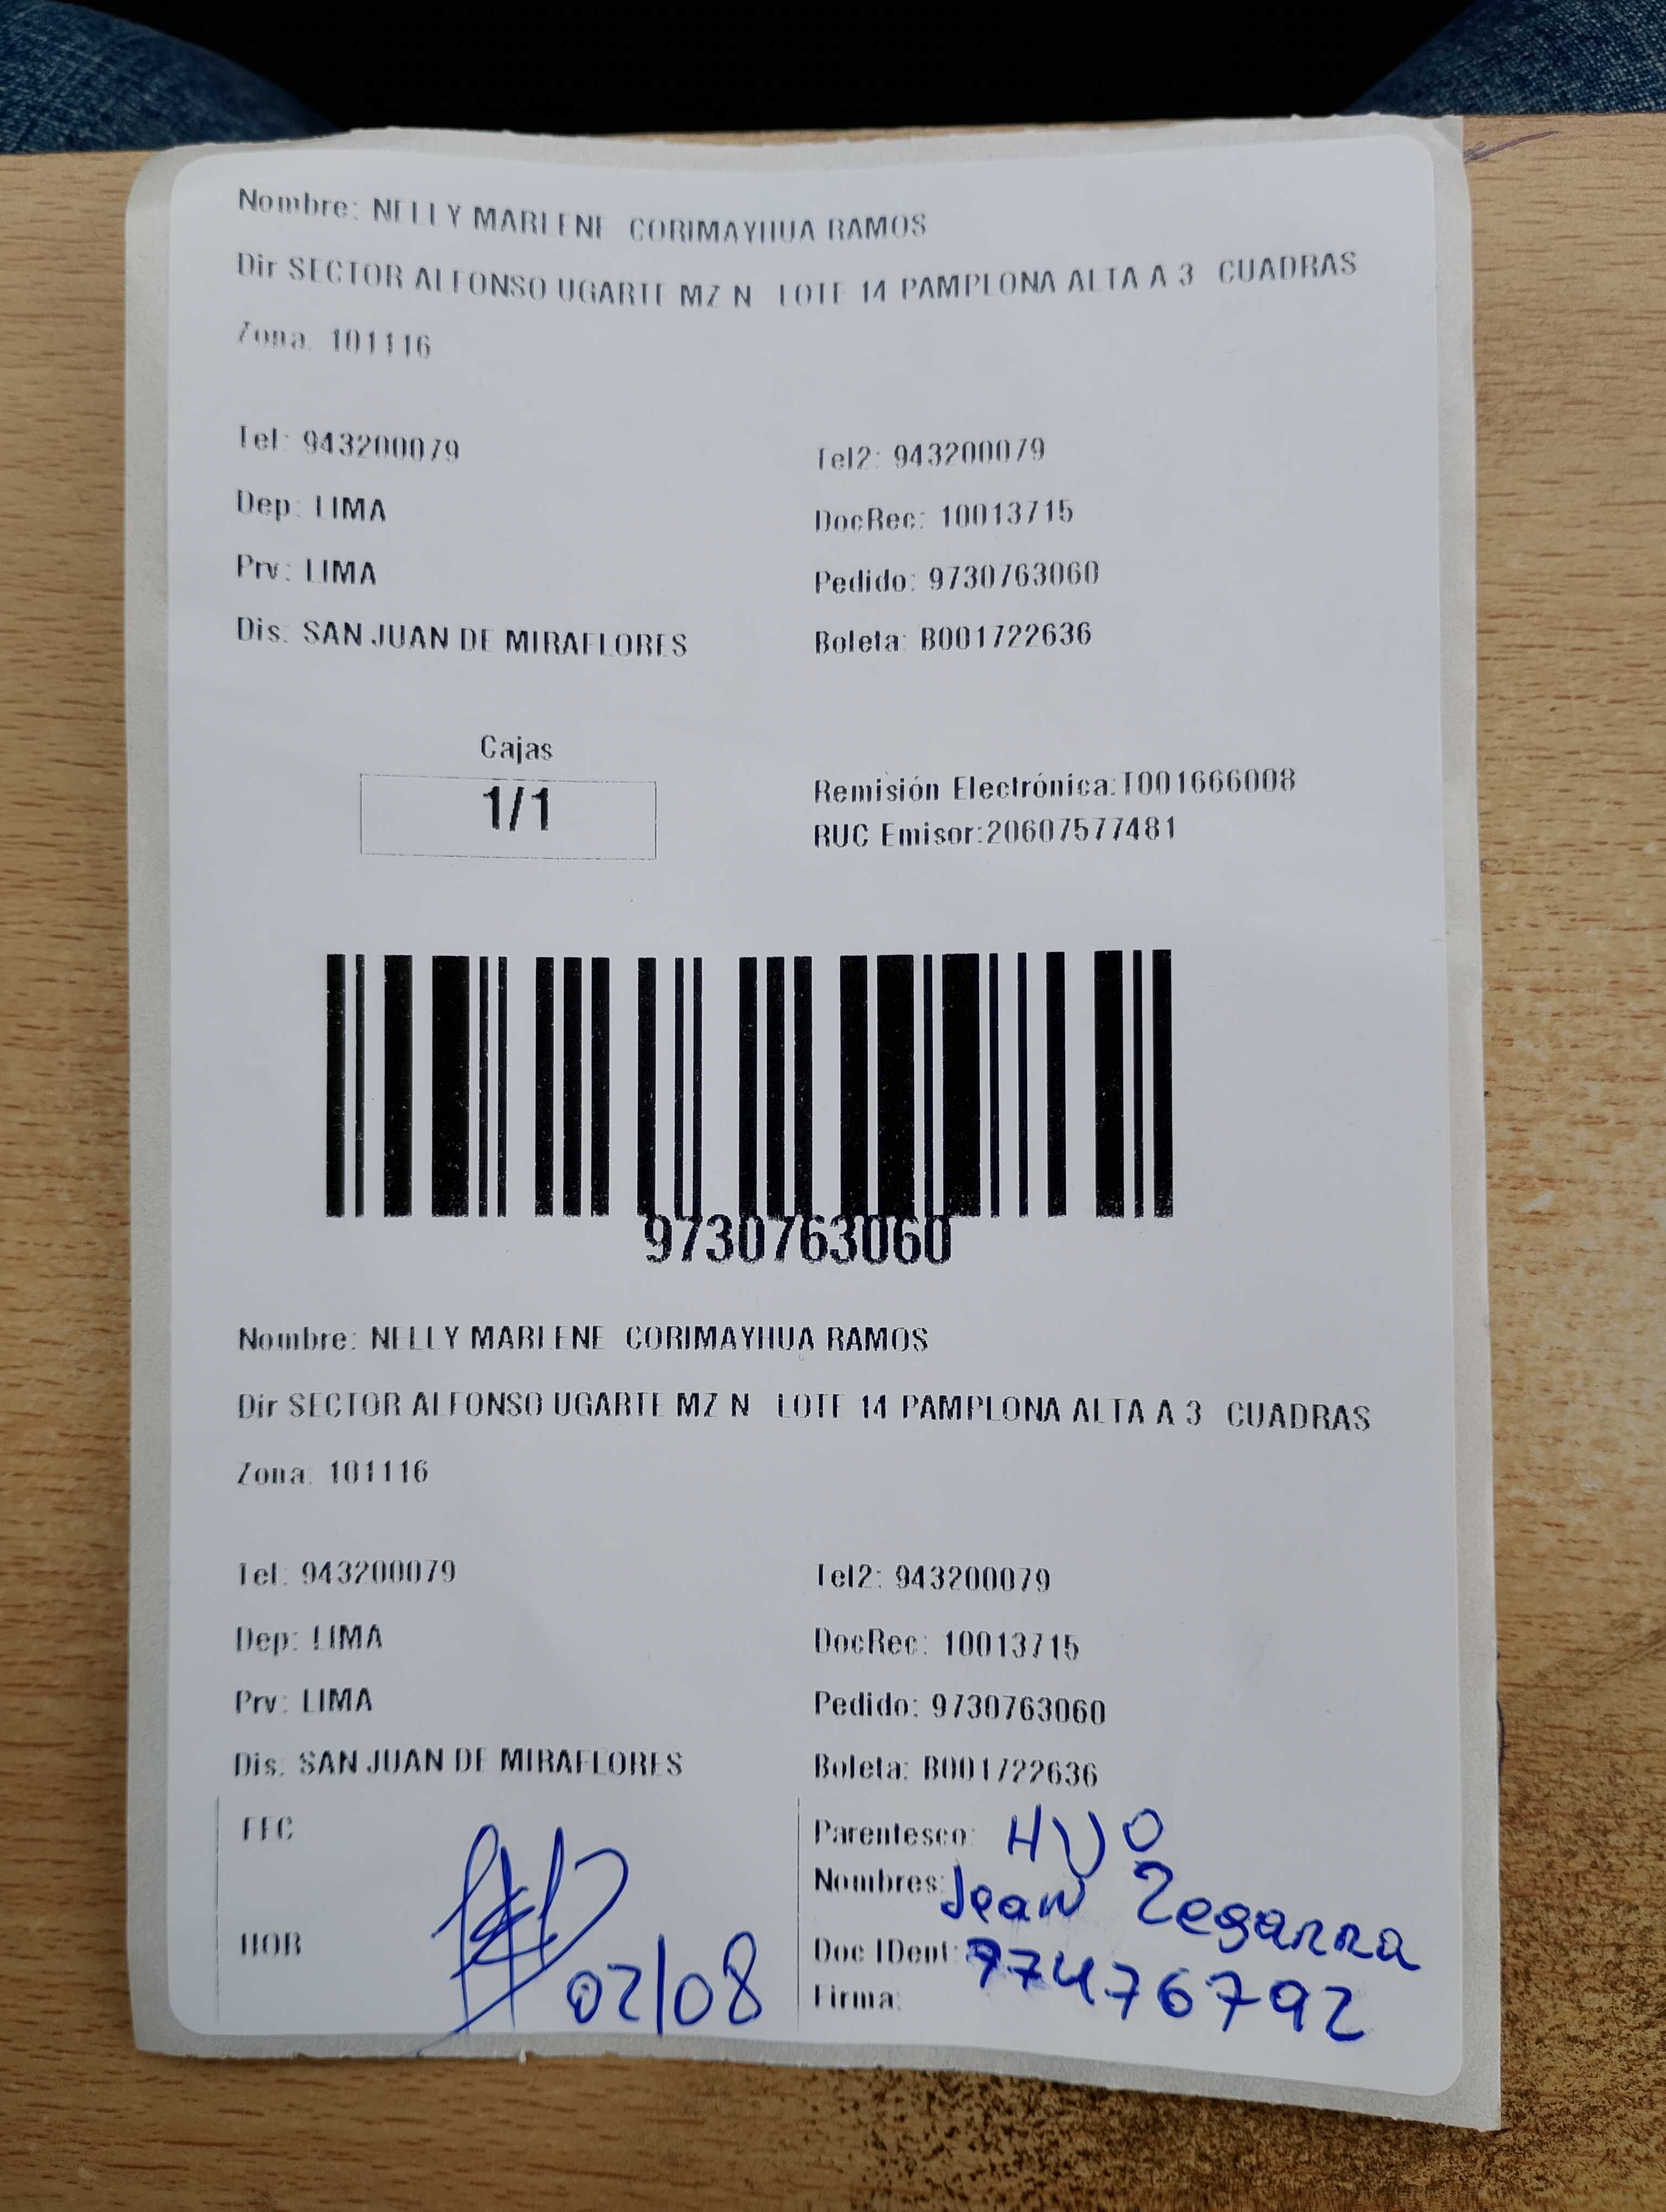 Nombre: NELLY MARLENE CORIMAYHUA RAMOS
Dir SECTOR ALFONSO UGARTE MZ N LOTE 14 PAMPLONA ALTA A 3 CUADRAS
Zona: 101116
Tel: 943200079 Tel2: 943200079
Dep: LIMA DocRec: 10013715
Prv: LIMA Pedido: 9730763060
Dis: SAN JUAN DE MIRAFLORES Boleta: B001722636
Cajas
1/1
Remisión Electrónica:T001666008
RUC Emisor:20607577481
9730763060
Nombre: NELLY MARLENE CORIMAYHUA RAMOS
Dir SECTOR ALFONSO UGARTE MZ N LOTE 14 PAMPLONA ALTA A 3 CUADRAS
Zona: 101116
Tel: 943200079 Tel2: 943200079
Dep: LIMA DocRec: 10013715
Prv: LIMA Pedido: 9730763060
Dis: SAN JUAN DE MIRAFLORES Boleta: B001722636
FEC
HOR
02/08
Parentesco: HIJO
Nombres: Jean Zegarra
Doc IDent: 77476792
Firma: